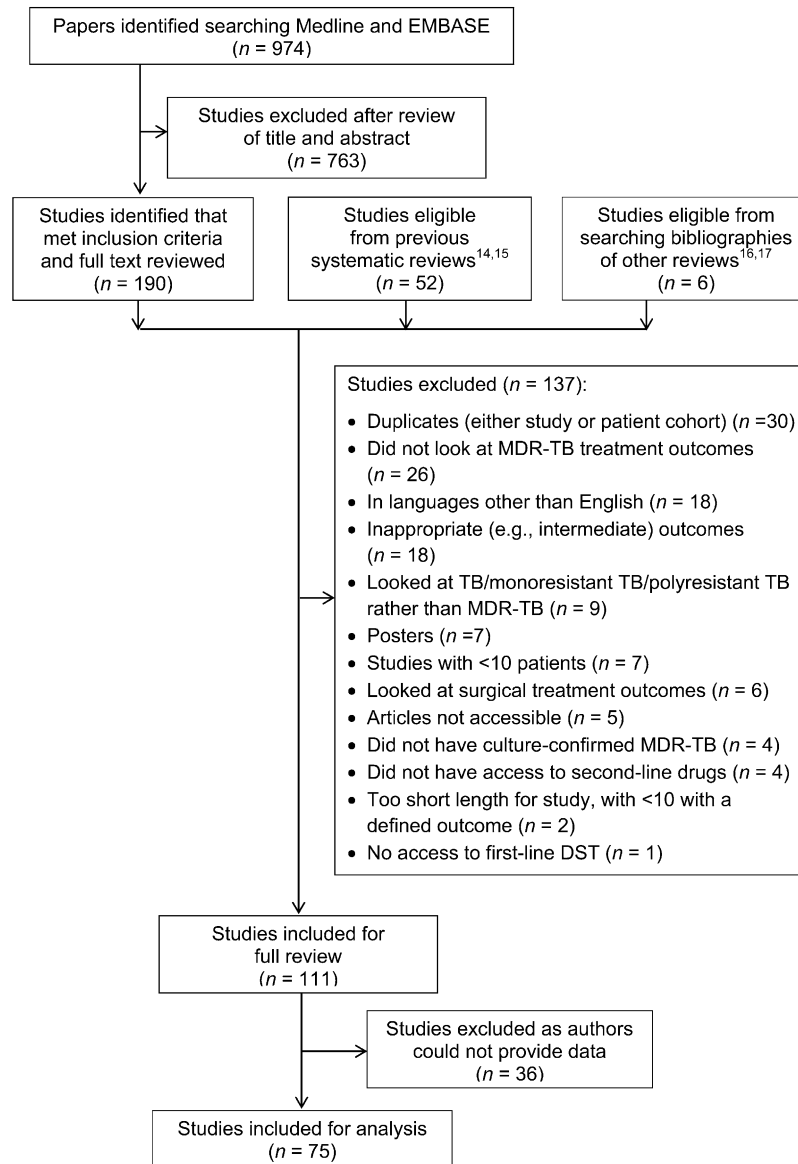 Papers identified searching Medline and EMBASE
(n = 974)
Studies excluded after review
of title and abstract
(n = 763)
Studies identified that
met inclusion criteria
and full text reviewed
(n = 190)
Studies eligible
from previous
systematic reviews14,15
(n = 52)
Studies eligible from
searching bibliographies
of other reviews16,17
(n = 6)
Studies excluded (n = 137):
• Duplicates (either study or patient cohort) (n =30)
• Did not look at MDR-TB treatment outcomes
(n = 26)
• In languages other than English (n = 18)
• Inappropriate (e.g., intermediate) outcomes
(n = 18)
• Looked at TB/monoresistant TB/polyresistant TB
rather than MDR-TB (n = 9)
• Posters (n =7)
• Studies with <10 patients (n = 7)
• Looked at surgical treatment outcomes (n = 6)
• Articles not accessible (n = 5)
• Did not have culture-confirmed MDR-TB (n = 4)
• Did not have access to second-line drugs (n = 4)
• Too short length for study, with <10 with a
defined outcome (n = 2)
• No access to first-line DST (n = 1)
Studies included for
full review
(n = 111)
Studies excluded as authors
could not provide data
(n = 36)
Studies included for analysis
(n = 75)